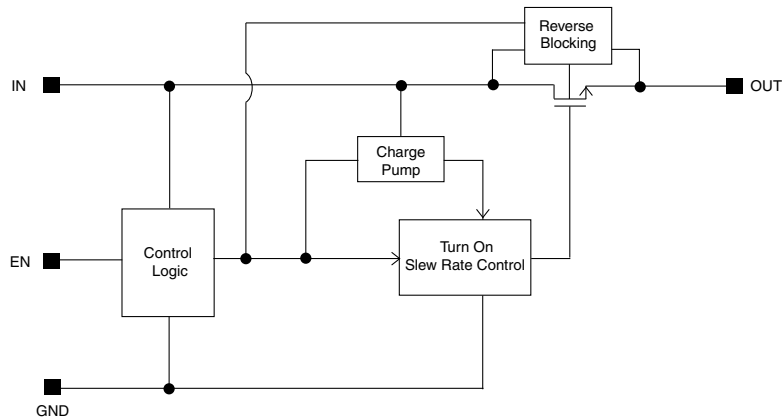 Reverse
Blocking
IN
OUT
Charge
Pump
Control
Logic
Turn On
Slew Rate Control
EN
GND